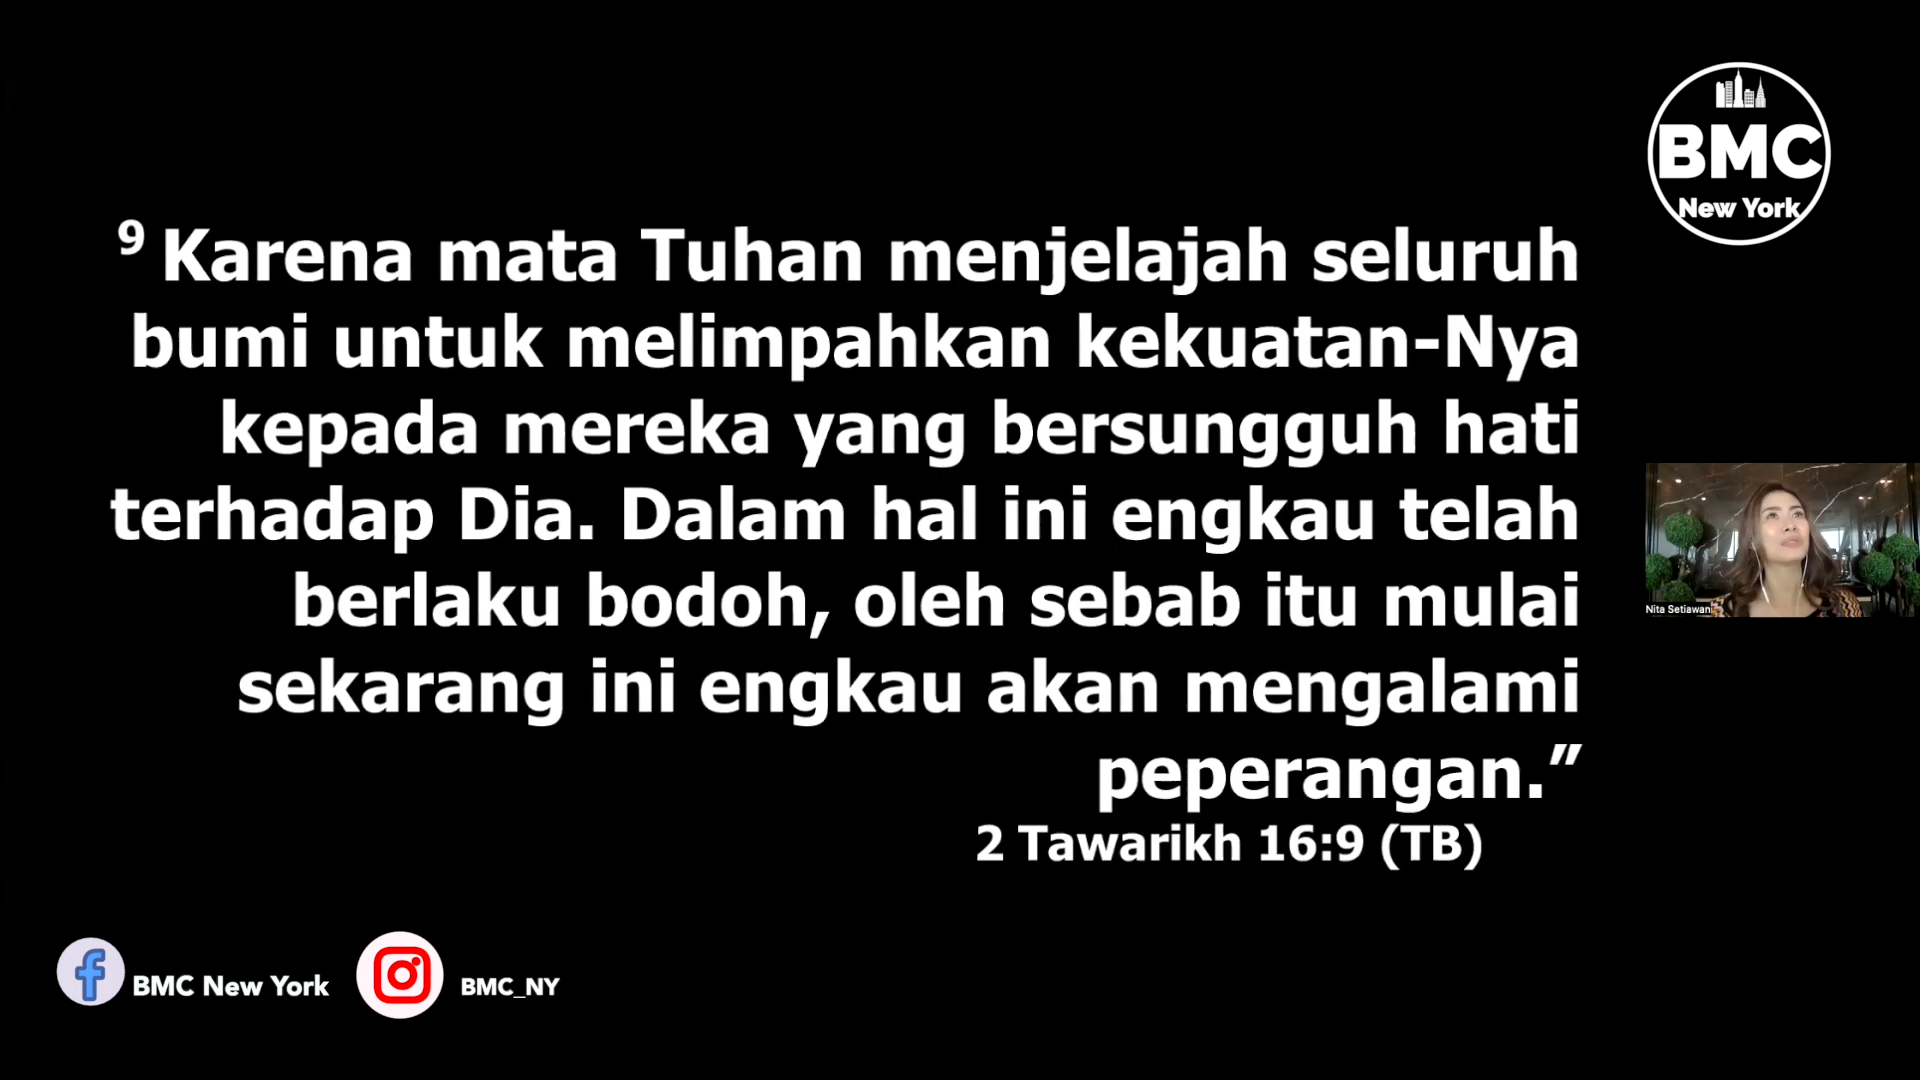 BMC
New York
9 Karena mata Tuhan menjelajah seluruh
bumi untuk melimpahkan kekuatan-Nya
kepada mereka yang bersungguh hati
terhadap Dia. Dalam hal ini engkau telah
berlaku bodoh, oleh sebab itu mulai
sekarang ini engkau akan mengalami
peperangan.”
2 Tawarikh 16:9 (TB)
Nita Setiawan
BMC New York
BMC_NY